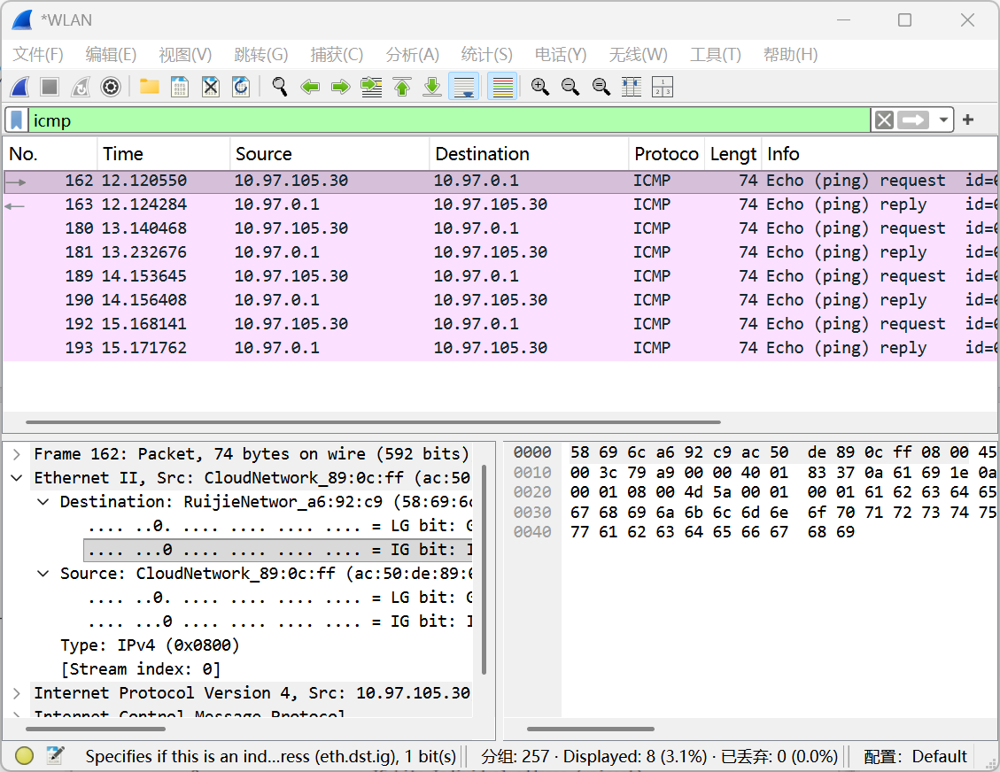 *WLAN
文件(F) 编辑(E) 视图(V) 跳转(G) 捕获(C) 分析(A) 统计(S) 电话(Y) 无线(W) 工具(T) 帮助(H)
icmp
No. Time Source Destination Protoco Lengt Info
162 12.120550 10.97.105.30 10.97.0.1 ICMP 74 Echo (ping) request id=
163 12.124284 10.97.0.1 10.97.105.30 ICMP 74 Echo (ping) reply id=
180 13.140468 10.97.105.30 10.97.0.1 ICMP 74 Echo (ping) request id=
181 13.232676 10.97.0.1 10.97.105.30 ICMP 74 Echo (ping) reply id=
189 14.153645 10.97.105.30 10.97.0.1 ICMP 74 Echo (ping) request id=
190 14.156408 10.97.0.1 10.97.105.30 ICMP 74 Echo (ping) reply id=
192 15.168141 10.97.105.30 10.97.0.1 ICMP 74 Echo (ping) request id=
193 15.171762 10.97.0.1 10.97.105.30 ICMP 74 Echo (ping) reply id=
Frame 162: Packet, 74 bytes on wire (592 bits)
Ethernet II, Src: CloudNetwork_89:0c:ff (ac:50
Destination: RuijieNetwor_a6:92:c9 (58:69:6c
.... ..0. .... .... .... .... = LG bit: G
.... ...0 .... .... .... .... = IG bit: I
Source: CloudNetwork_89:0c:ff (ac:50:de:89:0
.... ..0. .... .... .... .... = LG bit: G
.... ...0 .... .... .... .... = IG bit: I
Type: IPv4 (0x0800)
[Stream index: 0]
Internet Protocol Version 4, Src: 10.97.105.30
Internet Control Message Protocol
0000 58 69 6c a6 92 c9 ac 50 de 89 0c ff 08 00 45
0010 00 3c 79 a9 00 00 40 01 83 37 0a 61 69 1e 0a
0020 00 01 08 00 4d 5a 00 01 00 01 61 62 63 64 65
0030 67 68 69 6a 6b 6c 6d 6e 6f 70 71 72 73 74 75
0040 77 61 62 63 64 65 66 67 68 69
Specifies if this is an ind...ress (eth.dst.ig), 1 bit(s) 分组: 257 · Displayed: 8 (3.1%) · 已丢弃: 0 (0.0%) 配置: Default